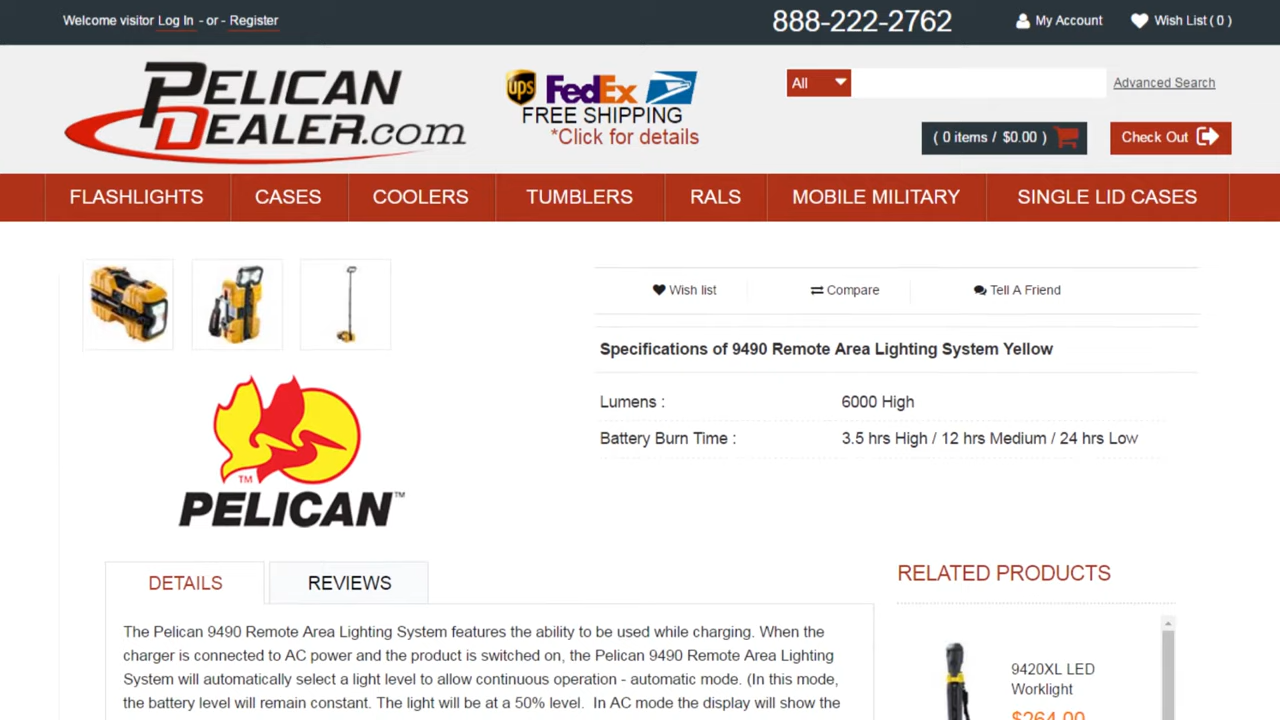 Welcome visitor Log In - or - Register
888-222-2762
My Account
Wish List ( 0 )
PELICAN
DEALER.com
ups FedEx
FREE SHIPPING
*Click for details
All
Advanced Search
( 0 items / $0.00 )
Check Out
FLASHLIGHTS
CASES
COOLERS
TUMBLERS
RALS
MOBILE MILITARY
SINGLE LID CASES
Wish list
Compare
Tell A Friend
Specifications of 9490 Remote Area Lighting System Yellow
Lumens : 6000 High
Battery Burn Time : 3.5 hrs High / 12 hrs Medium / 24 hrs Low
TM
PELICAN™
DETAILS
REVIEWS
The Pelican 9490 Remote Area Lighting System features the ability to be used while charging. When the
charger is connected to AC power and the product is switched on, the Pelican 9490 Remote Area Lighting
System will automatically select a light level to allow continuous operation - automatic mode. (In this mode,
the battery level will remain constant. The light will be at a 50% level. In AC mode the display will show the
RELATED PRODUCTS
9420XL LED
Worklight
$264.00